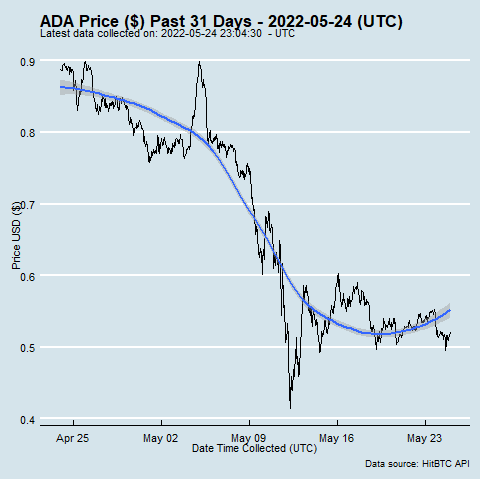 ADA Price ($) Past 31 Days - 2022-05-24 (UTC)
Latest data collected on: 2022-05-24 23:04:30  - UTC
Price USD ($)
0.9
0.8
0.7
0.6
0.5
0.4
Apr 25 May 02 May 09 May 16 May 23
Date Time Collected (UTC)
Data source: HitBTC API